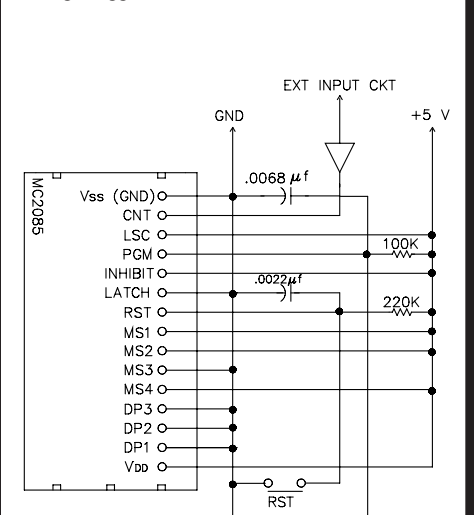 EXT INPUT CKT
GND
+5 V
MC2085
.0068 µf
Vss (GND)
CNT
LSC
PGM
100K
INHIBIT
LATCH
.0022µf
RST
220K
MS1
MS2
MS3
MS4
DP3
DP2
DP1
VDD
RST